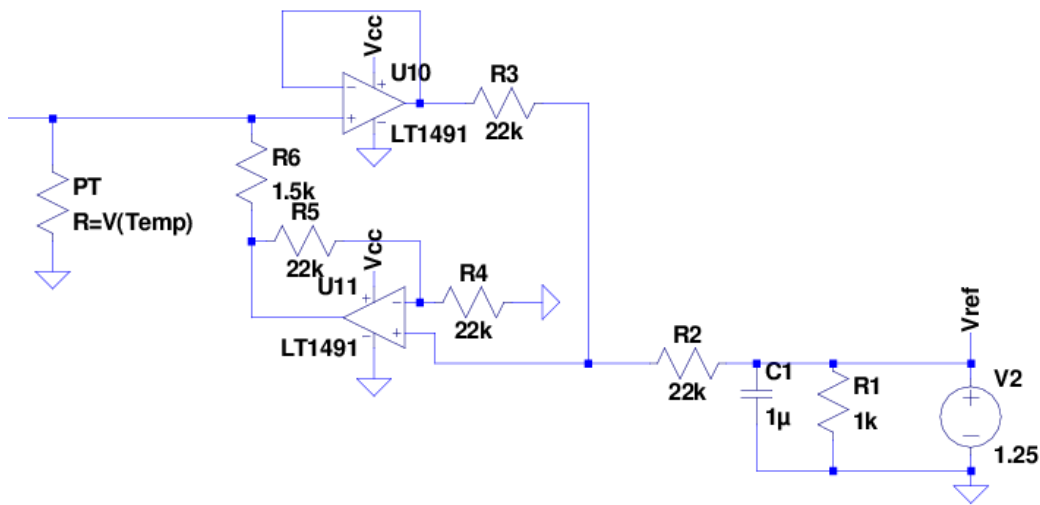 Vcc
U10
R3
LT1491
22k
R6
1.5k
PT
R=V(Temp)
R5
22k
Vcc
U11
R4
22k
LT1491
Vref
R2
22k
C1
1µ
R1
1k
V2
1.25